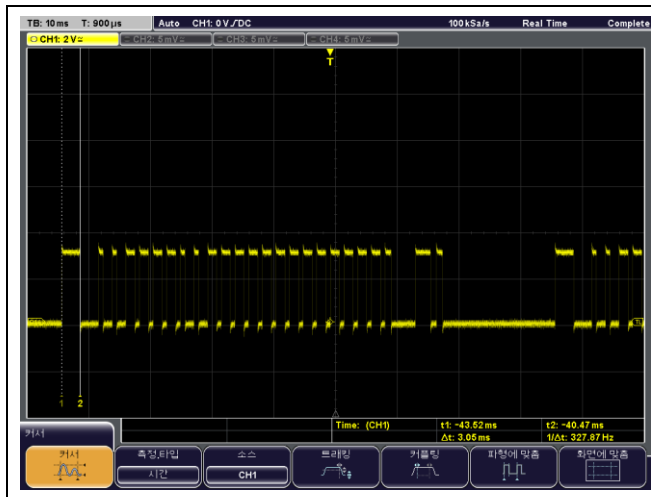 TB: 10 ms T: 900 µs Auto CH1: 0 V DC 100 kSa/s Real Time Complete
CH1: 2 V CH2: 5 mV CH3: 5 mV CH4: 5 mV
T
1 2
Time: (CH1) t1: -43.52 ms t2: -40.47 ms
Δt: 3.05 ms 1/Δt: 327.87 Hz
커서
커서 측정.타입 소스 트래킹 커플링 파형에 맞춤 화면에 맞춤
시간 CH1